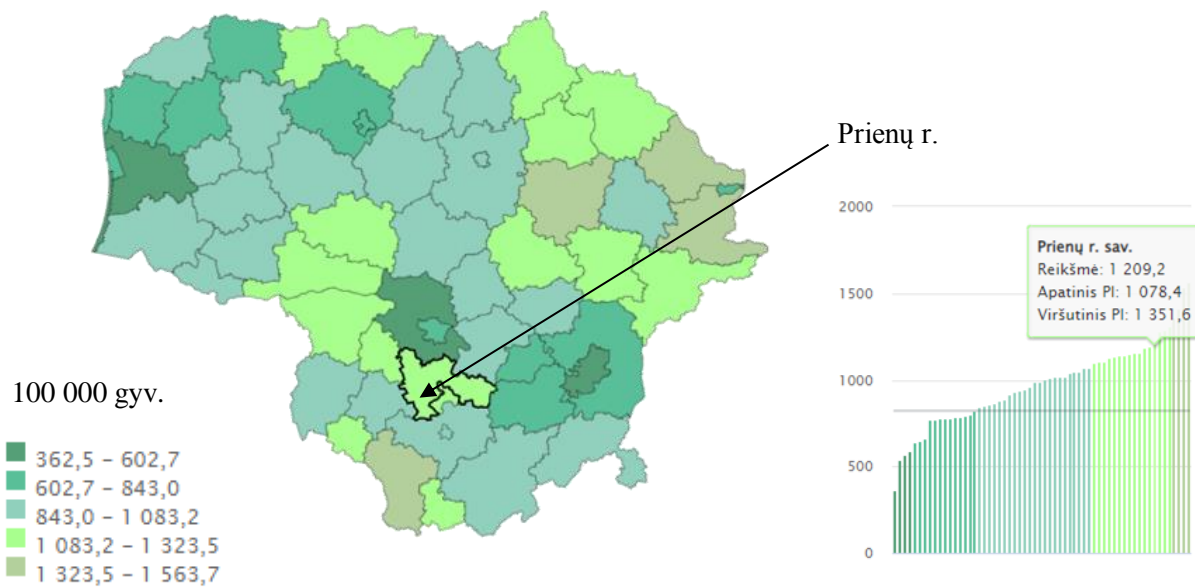 Prienų r.
100 000 gyv.
362,5 – 602,7
602,7 – 843,0
843,0 – 1 083,2
1 083,2 – 1 323,5
1 323,5 – 1 563,7
2000
1500
1000
500
0
Prienų r. sav.
Reikšmė: 1 209,2
Apatinis PI: 1 078,4
Viršutinis PI: 1 351,6